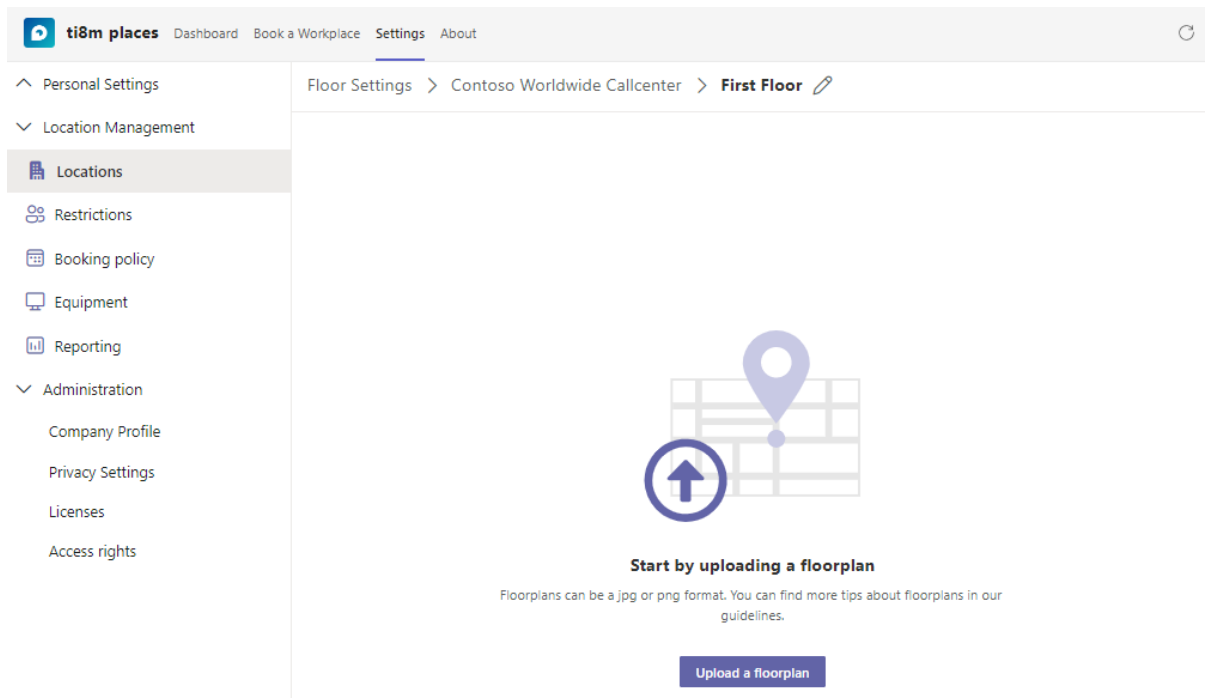 ti8m places Dashboard Book a Workplace Settings About
Personal Settings
Floor Settings > Contoso Worldwide Callcenter > First Floor
Location Management
Locations
Restrictions
Booking policy
Equipment
Reporting
Administration
Company Profile
Privacy Settings
Licenses
Access rights
Start by uploading a floorplan
Floorplans can be a jpg or png format. You can find more tips about floorplans in our
guidelines.
Upload a floorplan